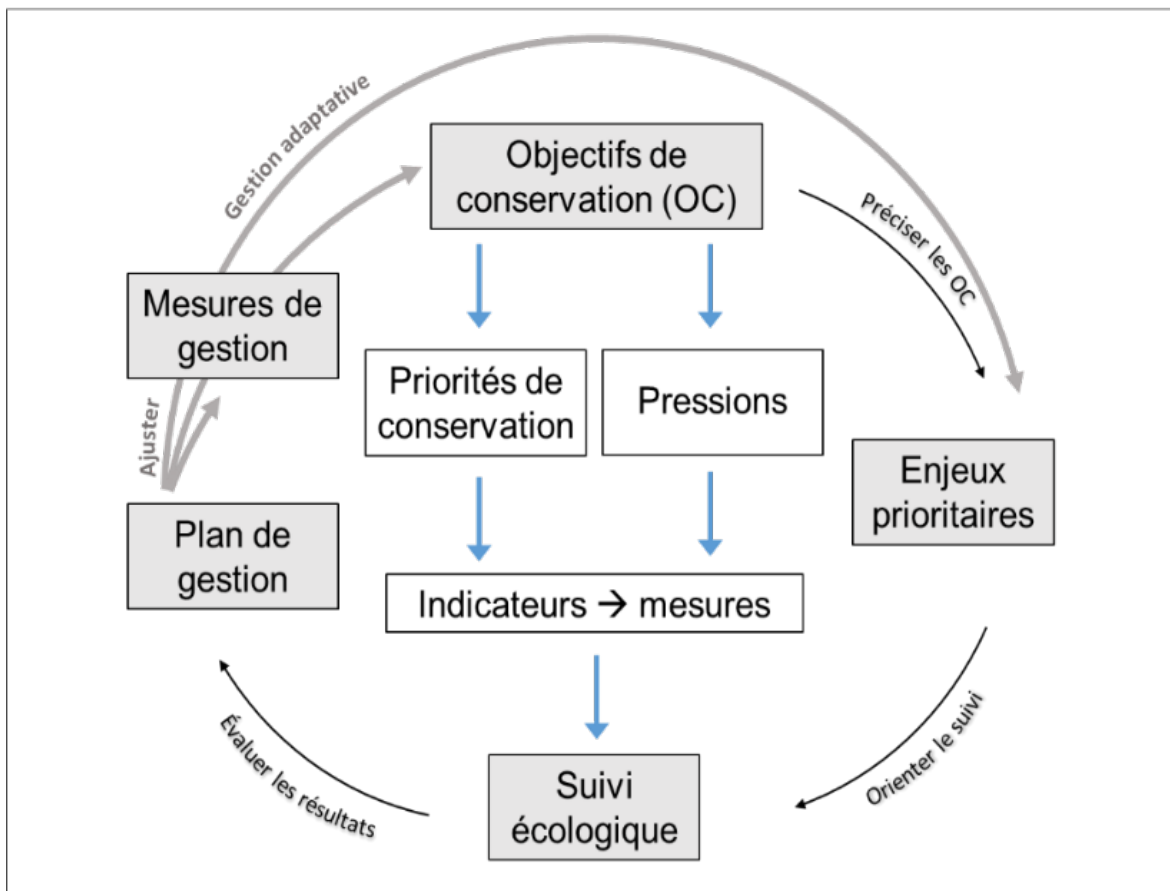 Gestion adaptative
Objectifs de
conservation (OC)
Préciser les OC
Mesures de
gestion
Priorités de
conservation
Pressions
Ajuster
Enjeux
prioritaires
Plan de
gestion
Indicateurs → mesures
Évaluer les résultats
Orienter le suivi
Suivi
écologique